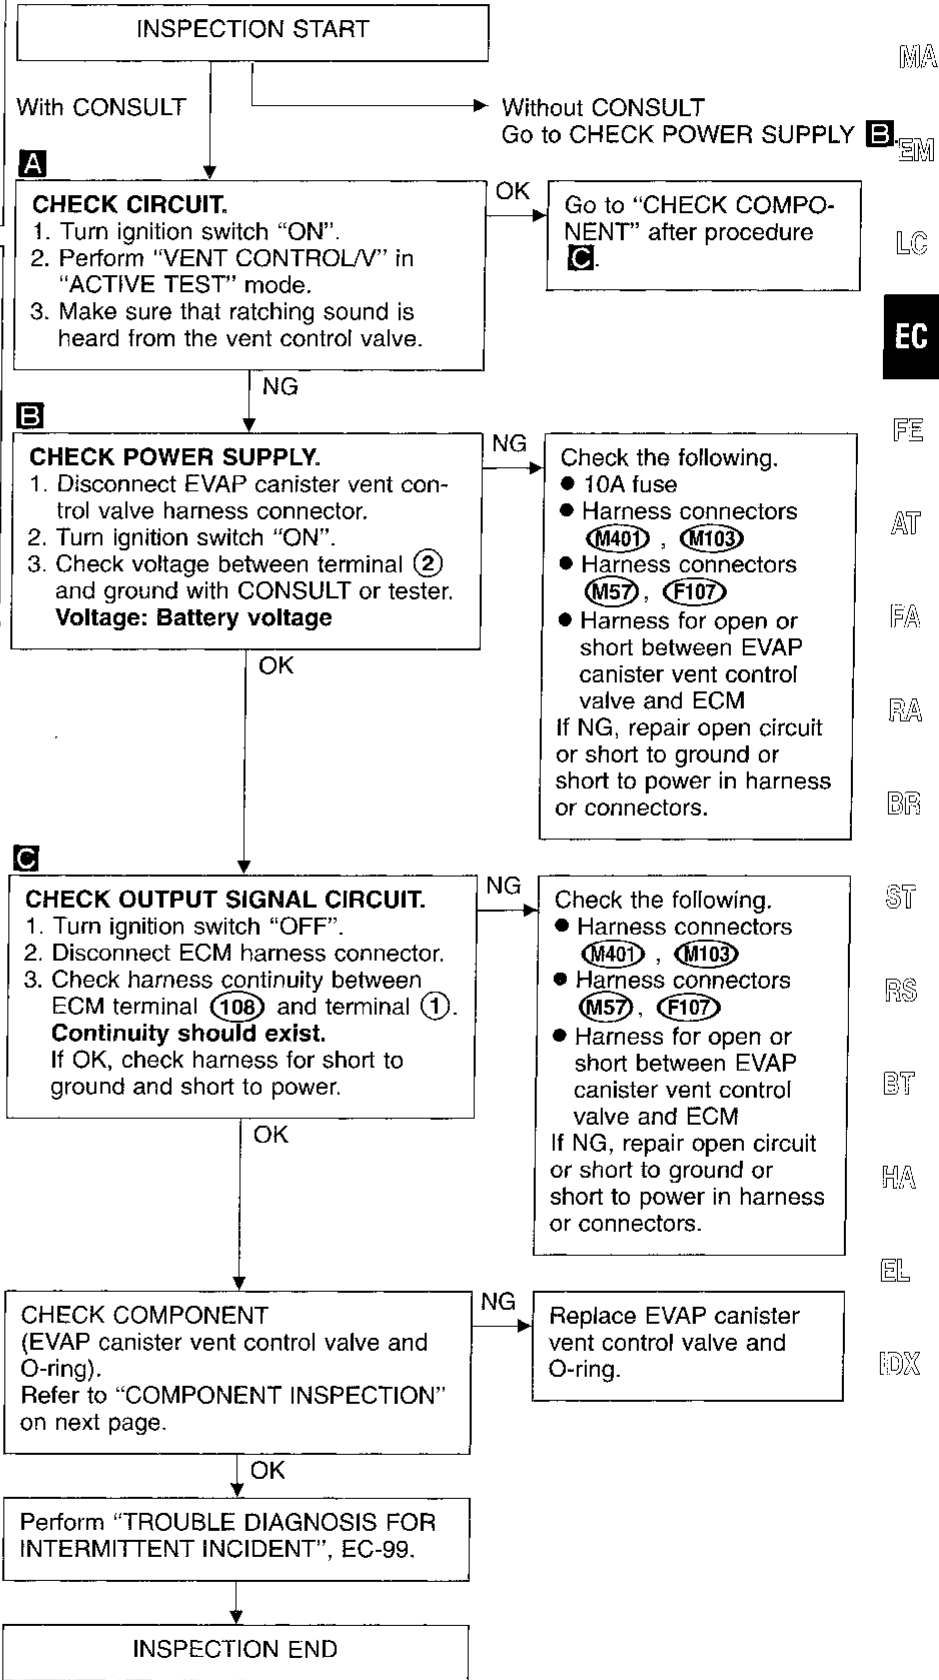 INSPECTION START
With CONSULT
Without CONSULT
Go to CHECK POWER SUPPLY B.
A
CHECK CIRCUIT.
1. Turn ignition switch “ON”.
2. Perform “VENT CONTROL/V” in
“ACTIVE TEST” mode.
3. Make sure that ratching sound is
heard from the vent control valve.
OK
Go to “CHECK COMPO-
NENT” after procedure
C.
NG
B
CHECK POWER SUPPLY.
1. Disconnect EVAP canister vent con-
trol valve harness connector.
2. Turn ignition switch “ON”.
3. Check voltage between terminal 2
and ground with CONSULT or tester.
Voltage: Battery voltage
NG
Check the following.
● 10A fuse
● Harness connectors
M401 , M103
● Harness connectors
M57 , F107
● Harness for open or
short between EVAP
canister vent control
valve and ECM
If NG, repair open circuit
or short to ground or
short to power in harness
or connectors.
OK
C
CHECK OUTPUT SIGNAL CIRCUIT.
1. Turn ignition switch “OFF”.
2. Disconnect ECM harness connector.
3. Check harness continuity between
ECM terminal 108 and terminal 1.
Continuity should exist.
If OK, check harness for short to
ground and short to power.
NG
Check the following.
● Harness connectors
M401 , M103
● Harness connectors
M57 , F107
● Harness for open or
short between EVAP
canister vent control
valve and ECM
If NG, repair open circuit
or short to ground or
short to power in harness
or connectors.
OK
CHECK COMPONENT
(EVAP canister vent control valve and
O-ring).
Refer to “COMPONENT INSPECTION”
on next page.
NG
Replace EVAP canister
vent control valve and
O-ring.
OK
Perform “TROUBLE DIAGNOSIS FOR
INTERMITTENT INCIDENT”, EC-99.
INSPECTION END
MA
EM
LC
EC
FE
AT
FA
RA
BR
ST
RS
BT
HA
EL
IDX